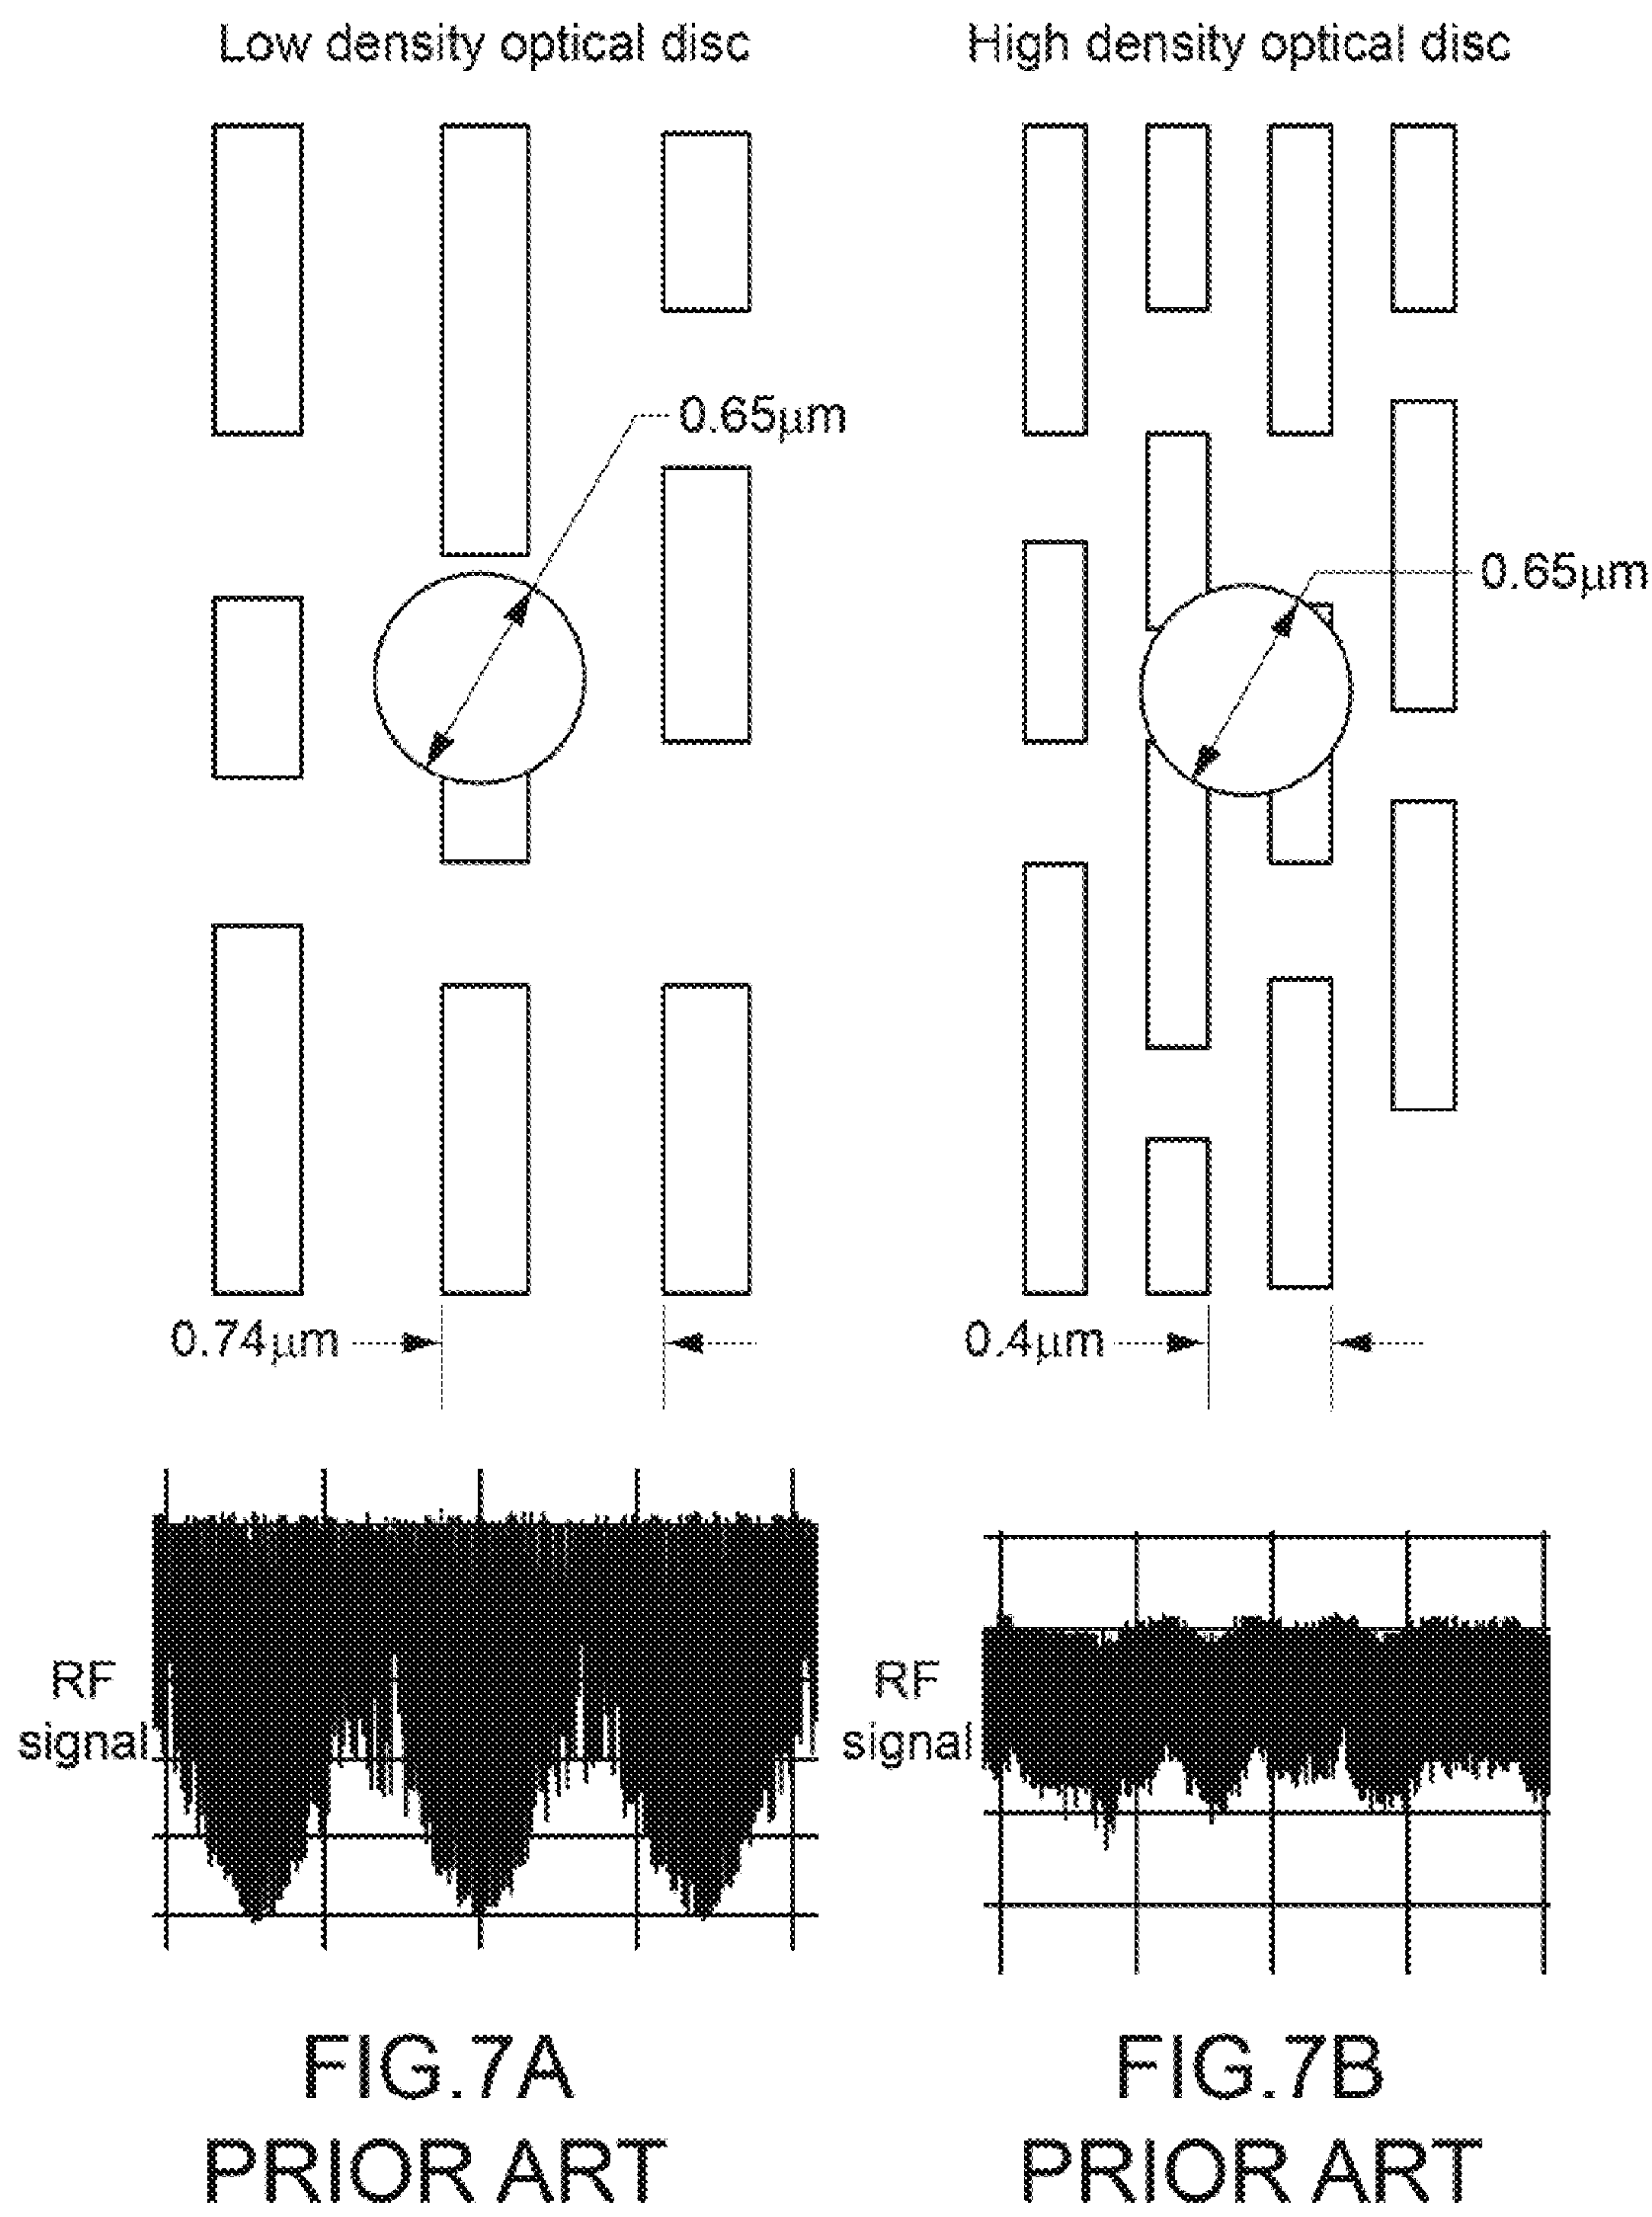 Low density optical disc
High density optical disc
0.65μm
0.65μm
0.74μm
0.4μm
RF
signal
RF
signal
FIG.7A
PRIOR ART
FIG.7B
PRIOR ART